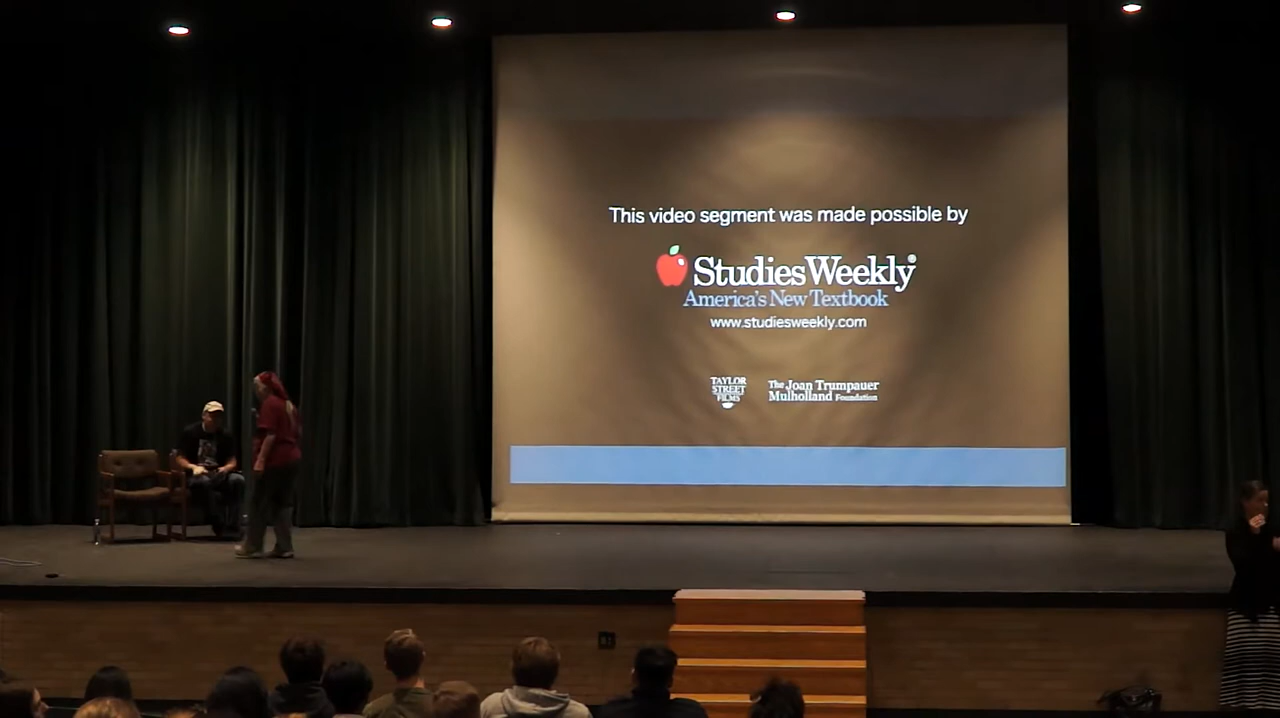 This video segment was made possible by
StudiesWeekly®
America's New Textbook
www.studiesweekly.com
TAYLOR
STREET
FILMS
The Joan Trumpauer
Mulholland Foundation